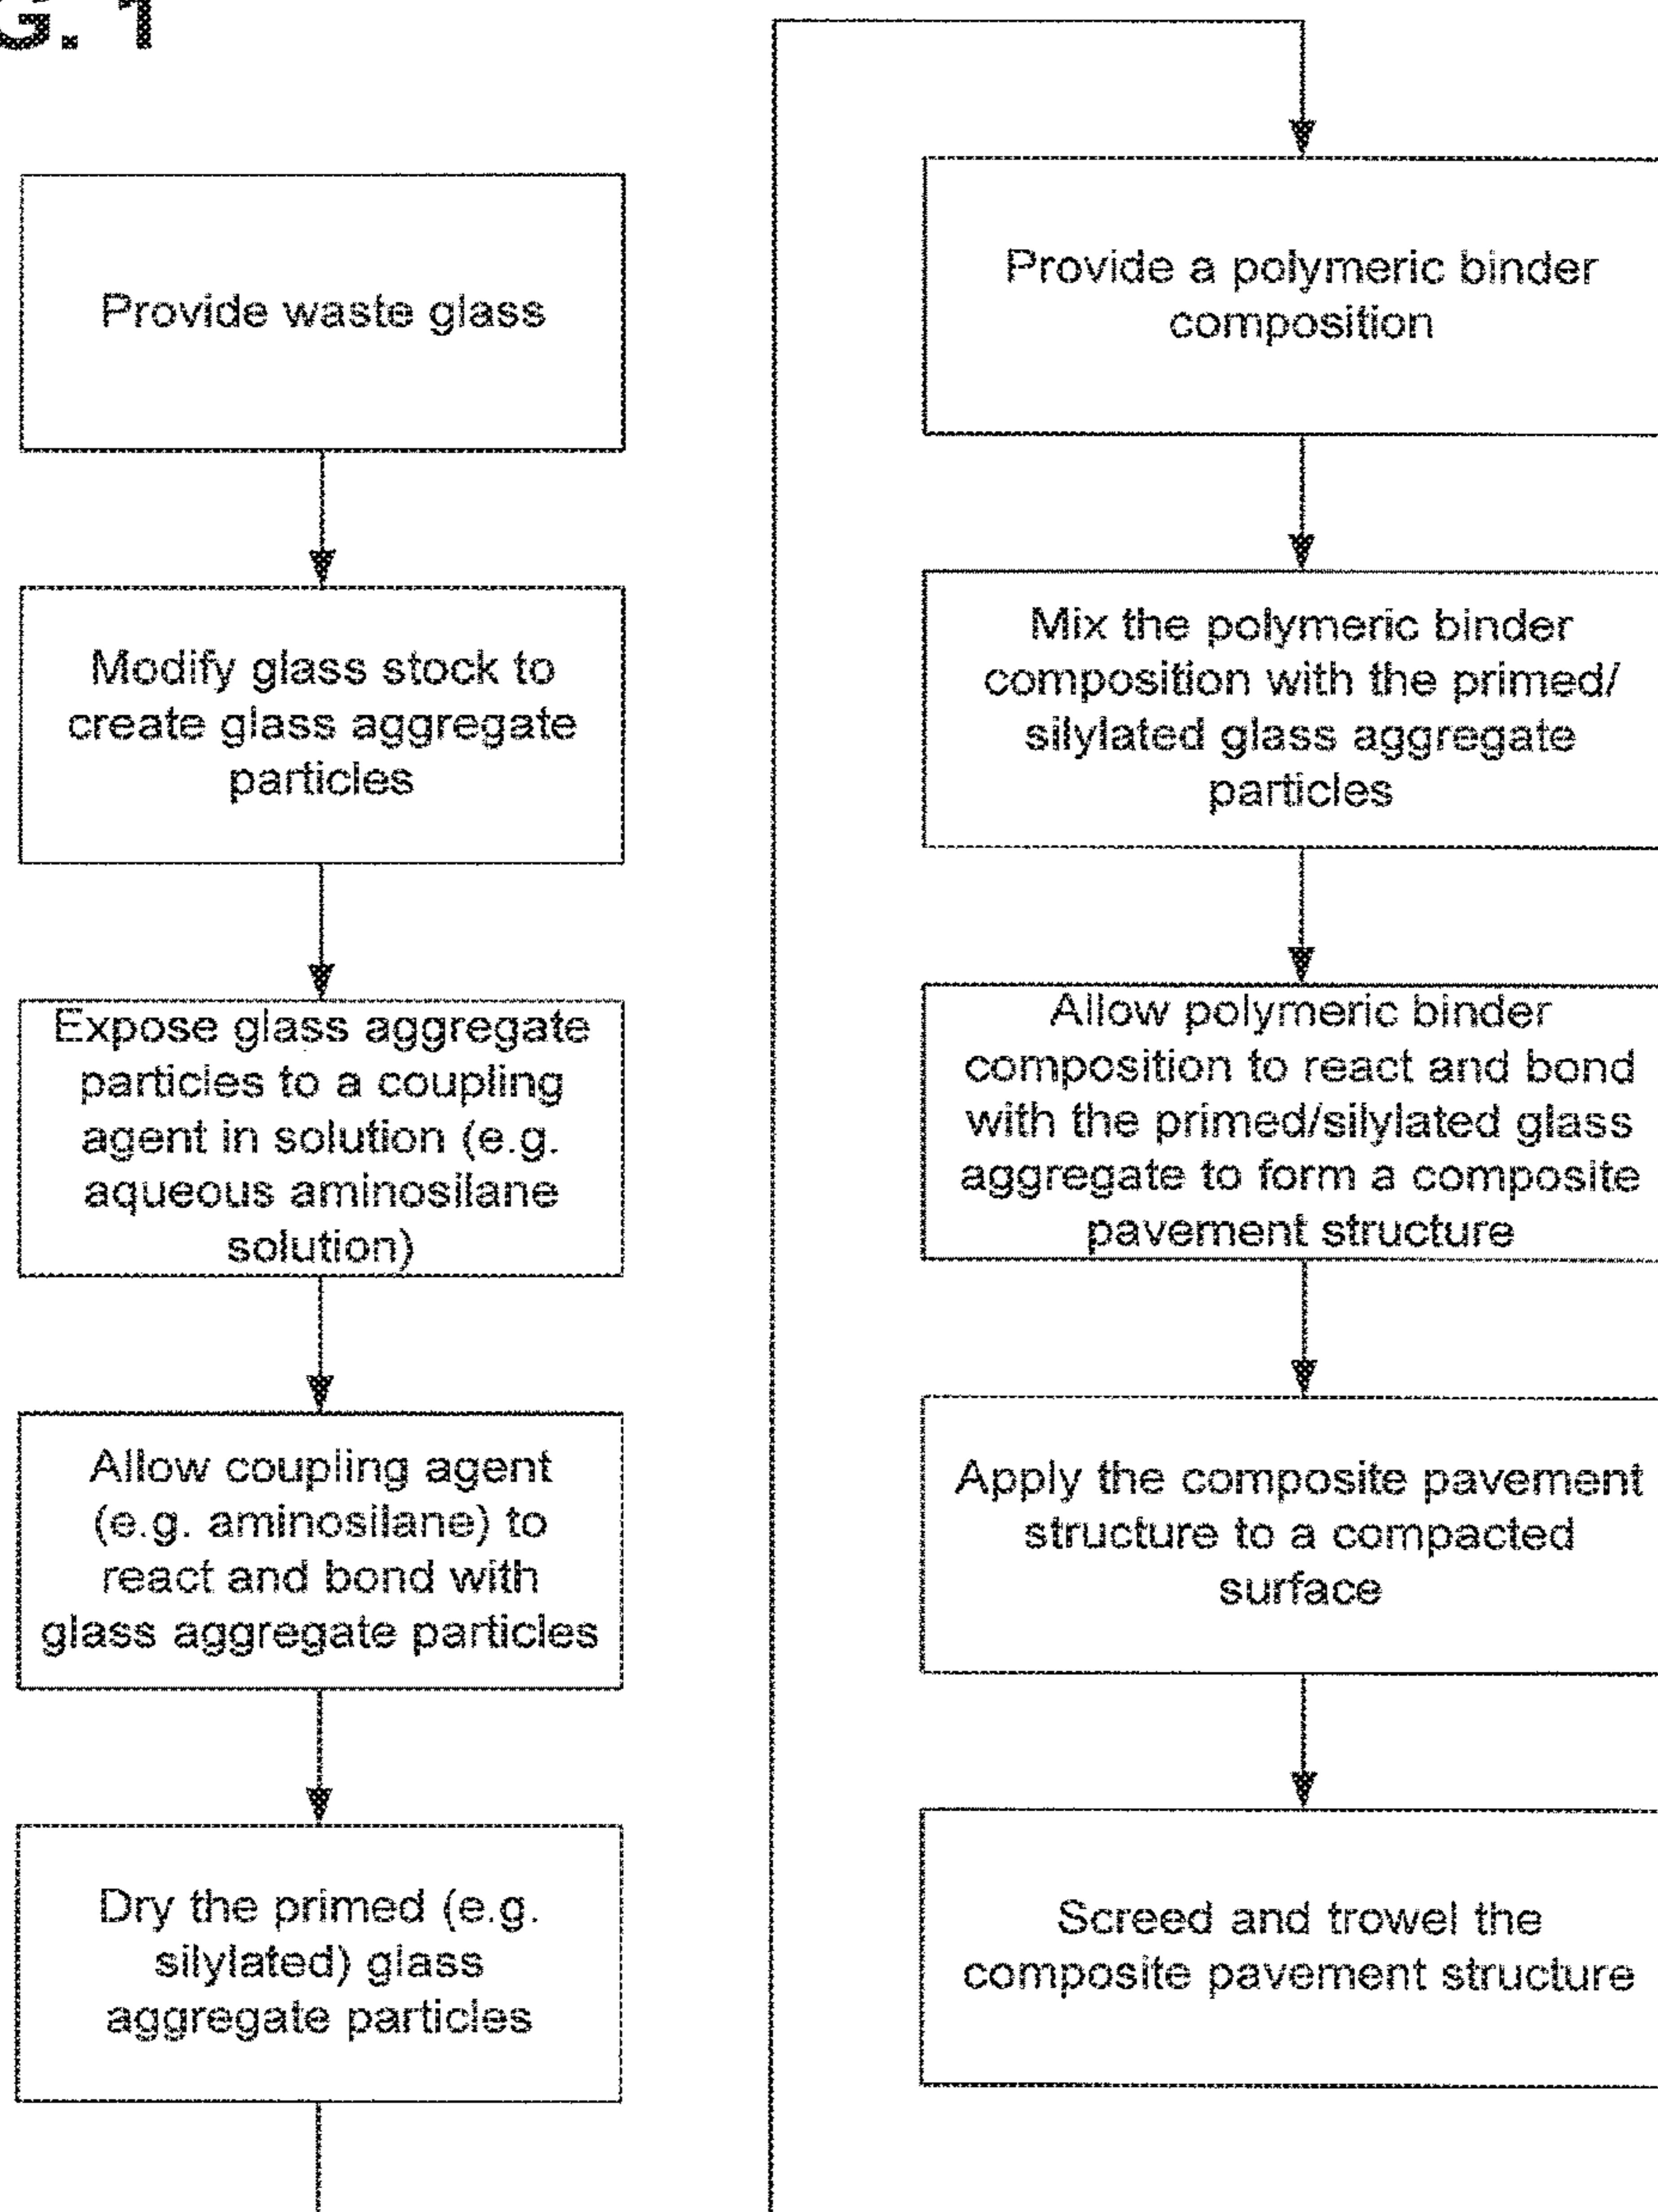 G. 1
Provide waste glass
Modify glass stock to
create glass aggregate
particles
Expose glass aggregate
particles to a coupling
agent in solution (e.g.
aqueous aminosilane
solution)
Allow coupling agent
(e.g. aminosilane) to
react and bond with
glass aggregate particles
Dry the primed (e.g.
silylated) glass
aggregate particles
Provide a polymeric binder
composition
Mix the polymeric binder
composition with the primed/
silylated glass aggregate
particles
Allow polymeric binder
composition to react and bond
with the primed/silylated glass
aggregate to form a composite
pavement structure
Apply the composite pavement
structure to a compacted
surface
Screed and trowel the
composite pavement structure